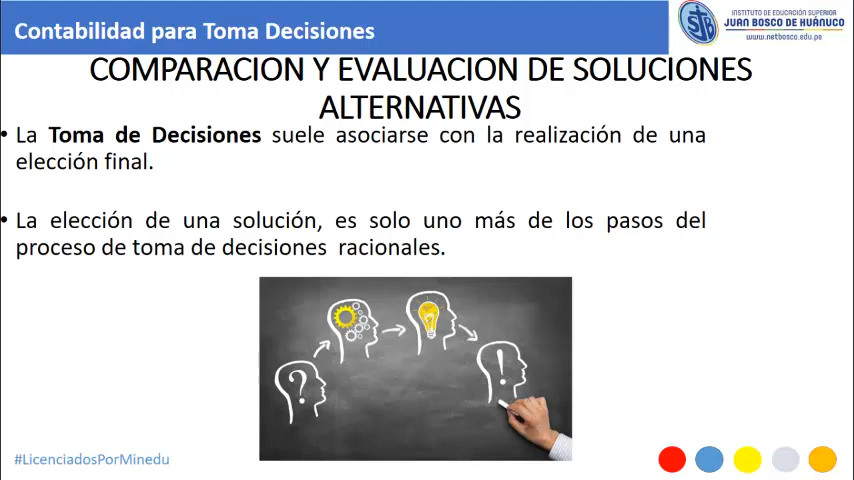 Contabilidad para Toma Decisiones
INSTITUTO DE EDUCACIÓN SUPERIOR
JUAN BOSCO DE HUÁNUCO
www.netbosco.edu.pe
SJB
COMPARACION Y EVALUACION DE SOLUCIONES
ALTERNATIVAS
• La Toma de Decisiones suele asociarse con la realización de una
elección final.
• La elección de una solución, es solo uno más de los pasos del
proceso de toma de decisiones racionales.
?
!
#LicenciadosPorMinedu